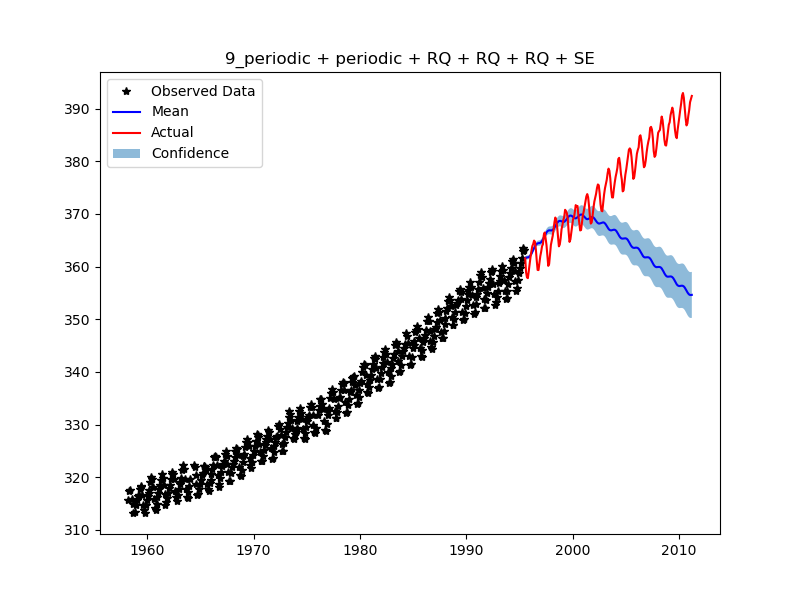 9_periodic + periodic + RQ + RQ + RQ + SE
Observed Data
Mean
Actual
Confidence
390
380
370
360
350
340
330
320
310
1960 1970 1980 1990 2000 2010